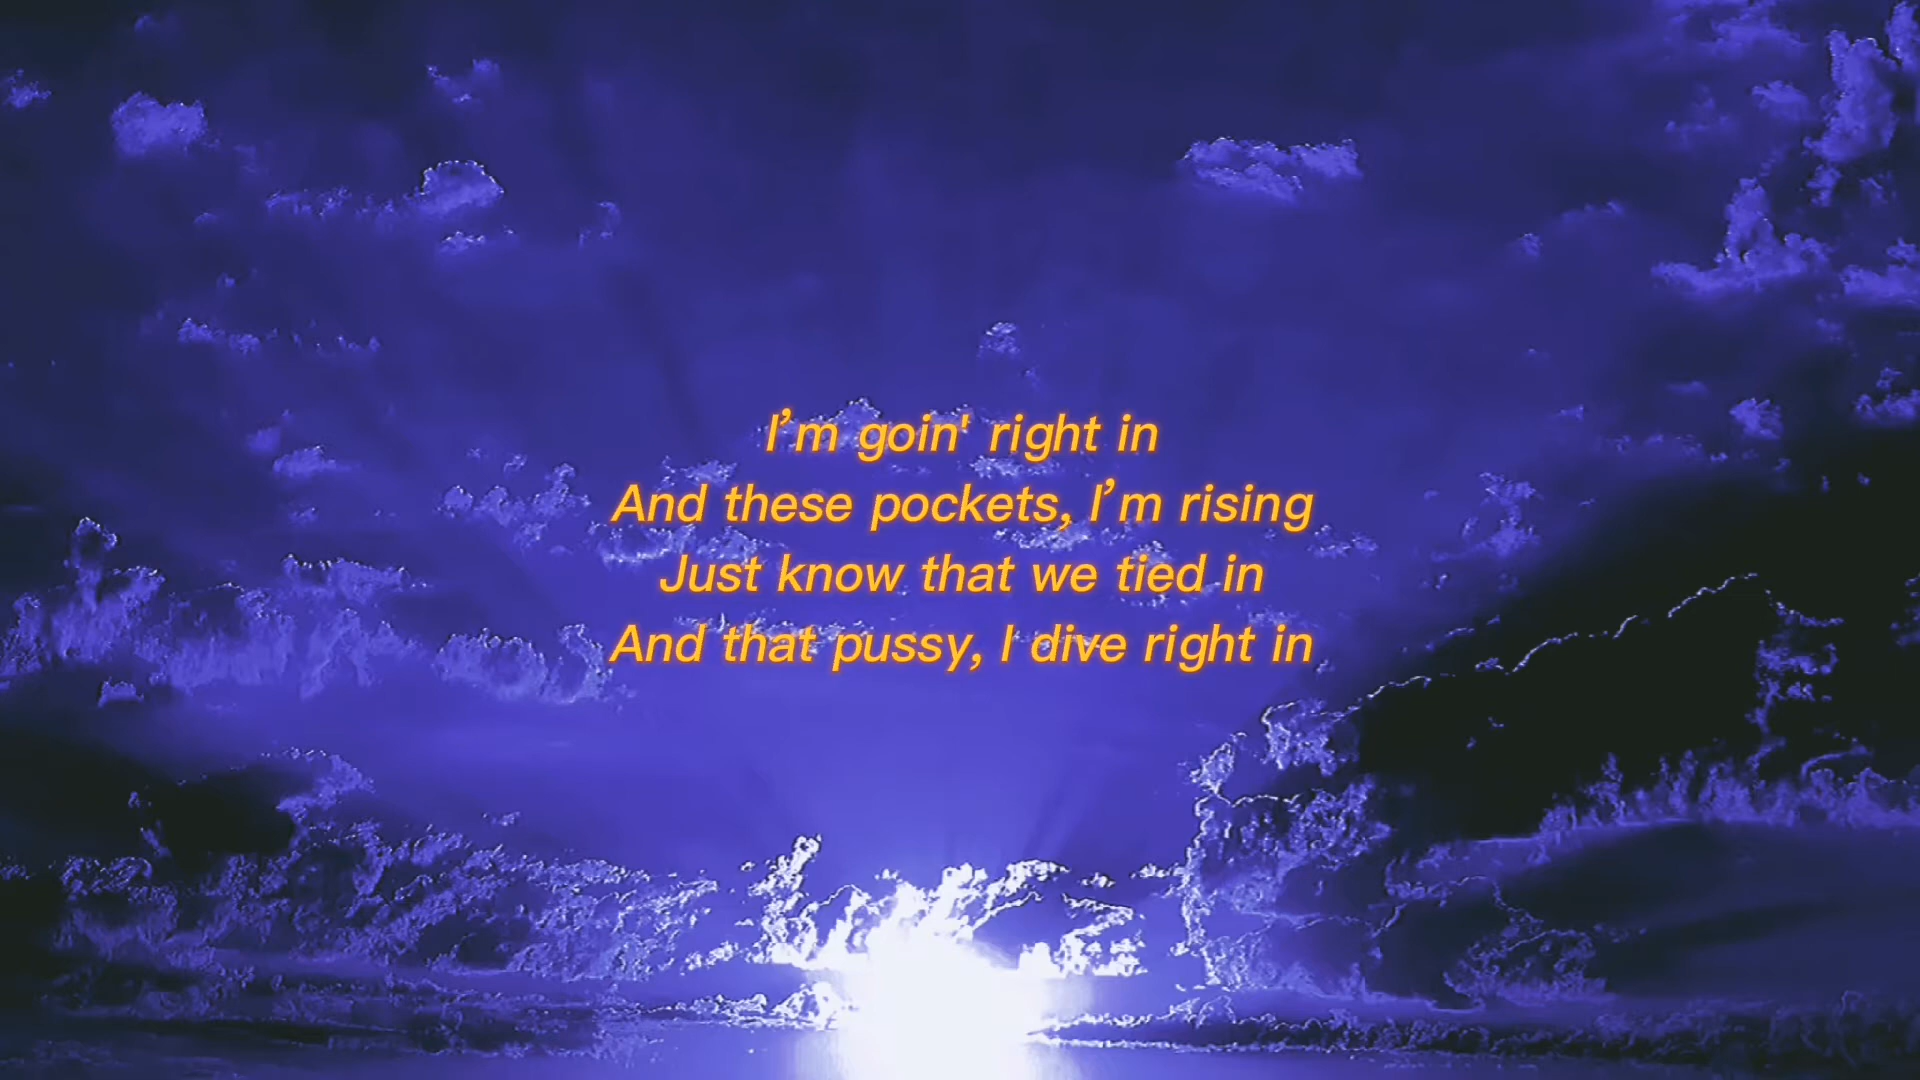 I’m goin' right in
And these pockets, I’m rising
Just know that we tied in
And that pussy, I dive right in